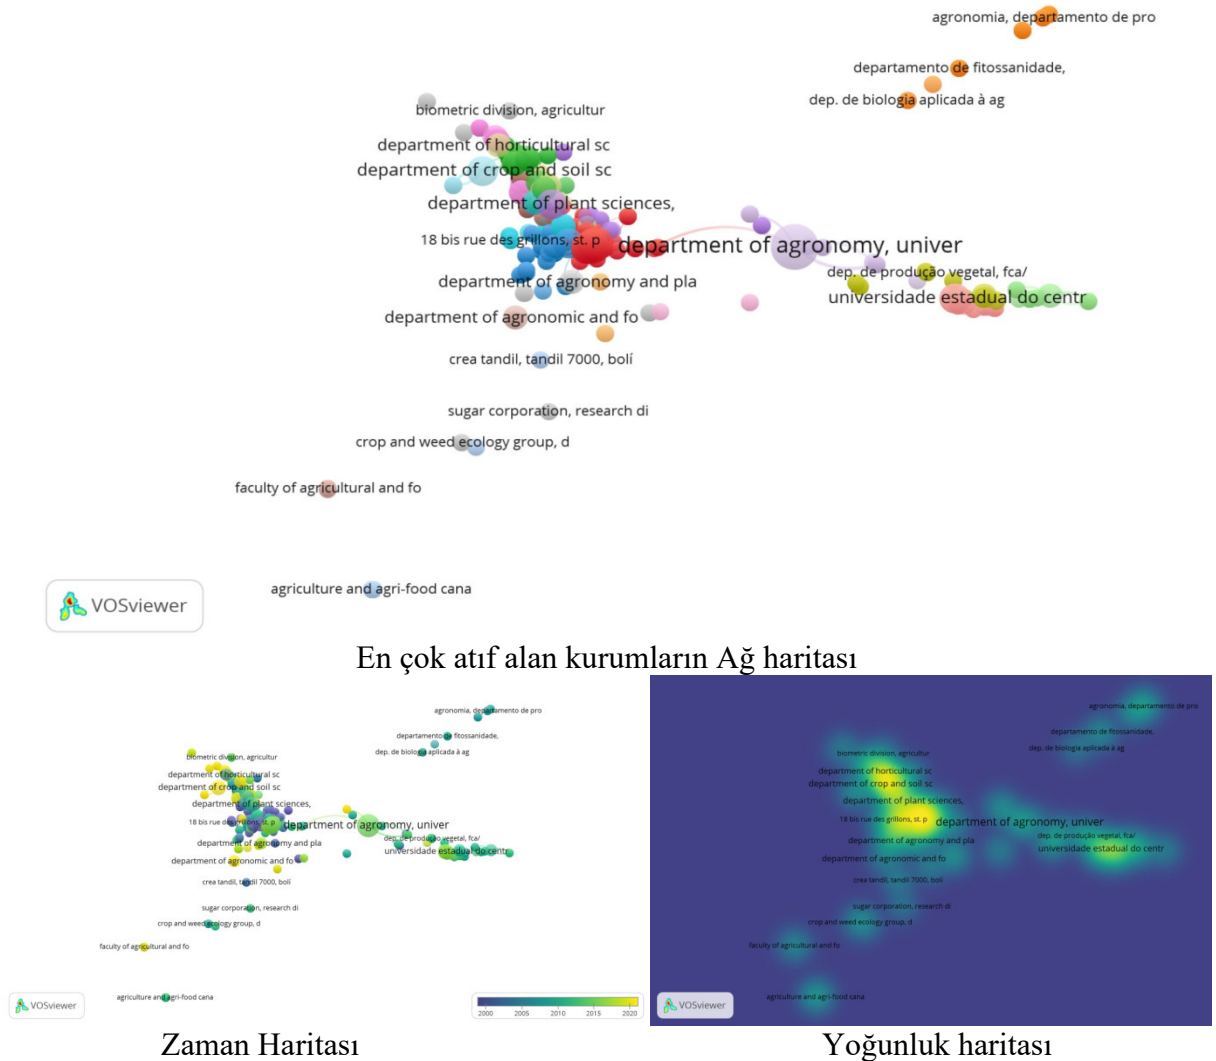 agronomia, departamento de pro
departamento de fitossanidade,
dep. de biologia aplicada à ag
biometric division, agricultur
department of horticultural sc
department of crop and soil sc
department of plant sciences,
18 bis rue des grillons, st. p
department of agronomy, univer
dep. de produção vegetal, fca/
department of agronomy and pla
universidade estadual do centr
department of agronomic and fo
crea tandil, tandil 7000, bolí
sugar corporation, research di
crop and weed ecology group, d
faculty of agricultural and fo
agriculture and agri-food cana
VOSviewer
En çok atıf alan kurumların Ağ haritası
agronomia, departamento de pro
departamento de fitossanidade,
dep. de biologia aplicada à ag
biometric division, agricultur
department of horticultural sc
department of crop and soil sc
department of plant sciences,
18 bis rue des grillons, st. p
department of agronomy, univer
dep. de produção vegetal, fca/
department of agronomy and pla
universidade estadual do centr
department of agronomic and fo
crea tandil, tandil 7000, bolí
sugar corporation, research di
crop and weed ecology group, d
faculty of agricultural and fo
agriculture and agri-food cana
VOSviewer
2000 2005 2010 2015 2020
agronomia, departamento de pro
departamento de fitossanidade,
dep. de biologia aplicada à ag
biometric division, agricultur
department of horticultural sc
department of crop and soil sc
department of plant sciences,
18 bis rue des grillons, st. p
department of agronomy, univer
dep. de produção vegetal, fca/
department of agronomy and pla
universidade estadual do centr
department of agronomic and fo
crea tandil, tandil 7000, bolí
sugar corporation, research di
crop and weed ecology group, d
faculty of agricultural and fo
agriculture and agri-food cana
VOSviewer
Zaman Haritası
Yoğunluk haritası